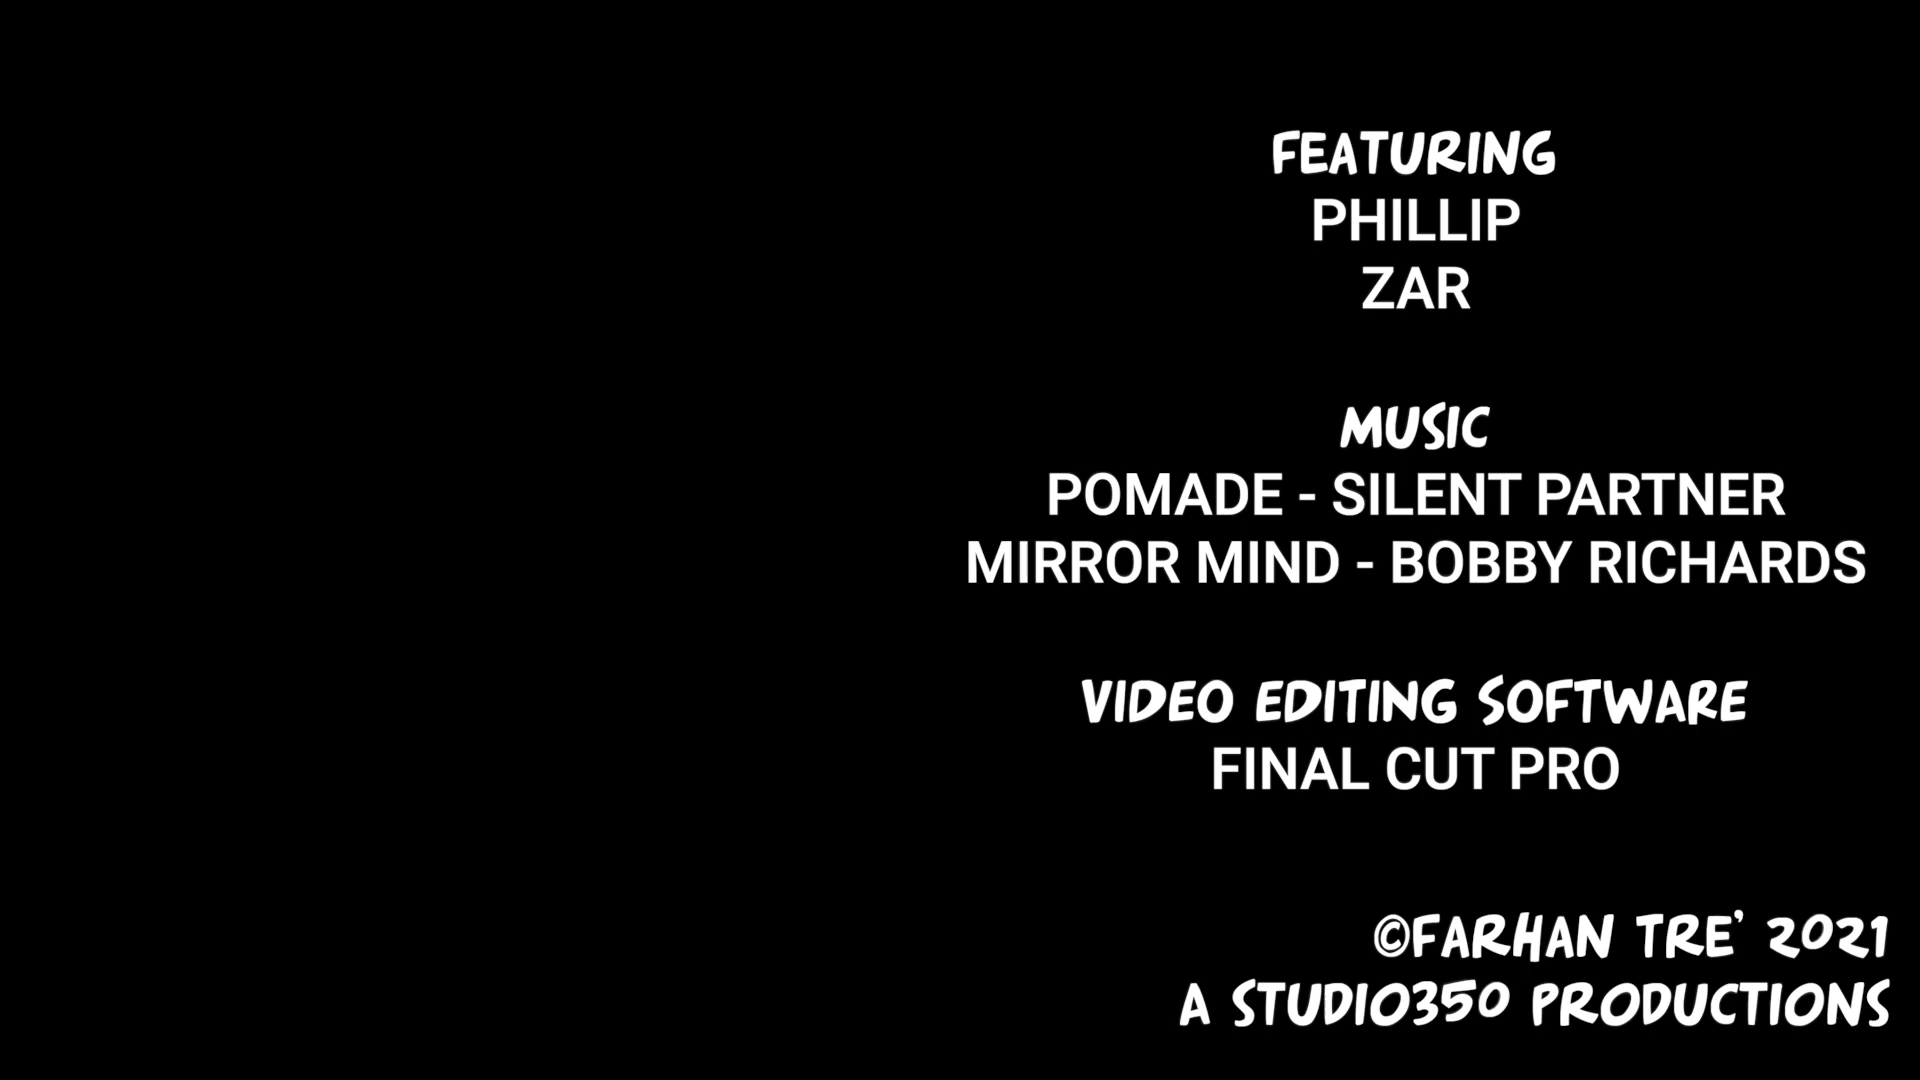 FEATURING
PHILLIP
ZAR
MUSIC
POMADE - SILENT PARTNER
MIRROR MIND - BOBBY RICHARDS
VIDEO EDITING SOFTWARE
FINAL CUT PRO
©FARHAN TRE' 2021
A STUDIO350 PRODUCTIONS